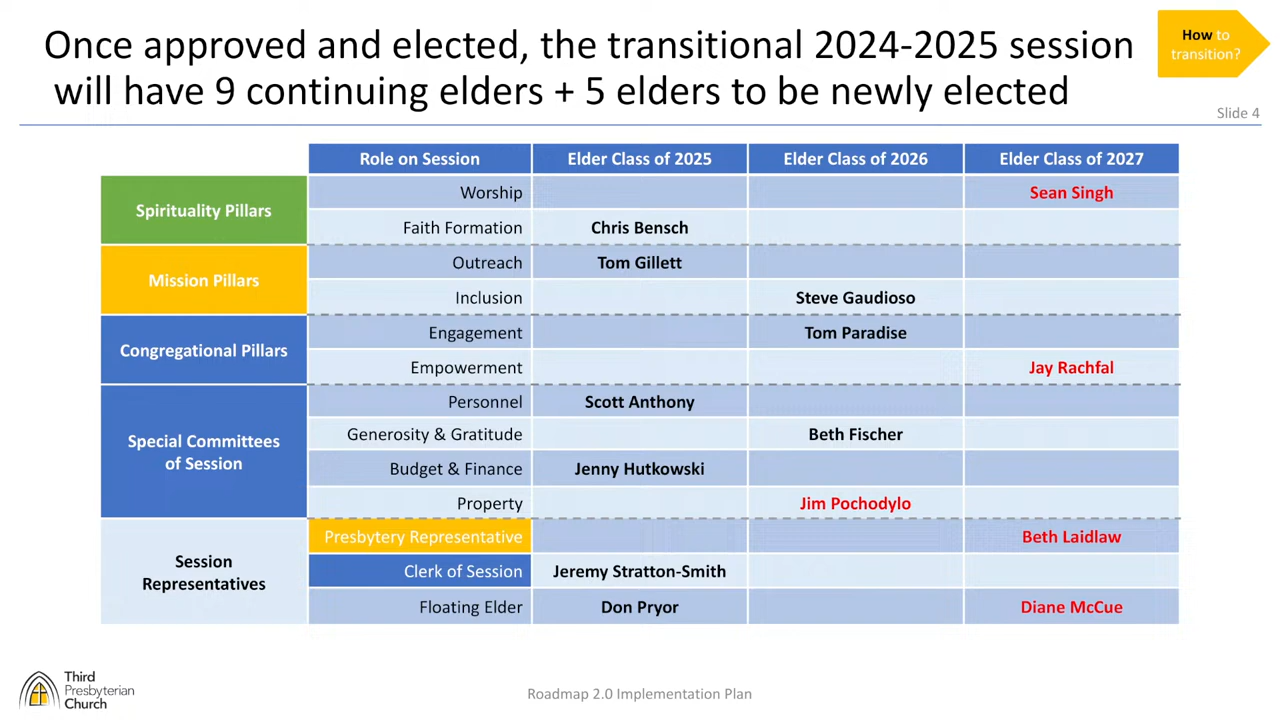 Once approved and elected, the transitional 2024-2025 session
will have 9 continuing elders + 5 elders to be newly elected
How to
transition?
Slide 4
Role on Session Elder Class of 2025 Elder Class of 2026 Elder Class of 2027
Spirituality Pillars
Worship Sean Singh
Faith Formation Chris Bensch
Mission Pillars
Outreach Tom Gillett
Inclusion Steve Gaudioso
Congregational Pillars
Engagement Tom Paradise
Empowerment Jay Rachfal
Special Committees
of Session
Personnel Scott Anthony
Generosity & Gratitude Beth Fischer
Budget & Finance Jenny Hutkowski
Property Jim Pochodylo
Session
Representatives
Presbytery Representative Beth Laidlaw
Clerk of Session Jeremy Stratton-Smith
Floating Elder Don Pryor Diane McCue
Third
Presbyterian
Church
Roadmap 2.0 Implementation Plan